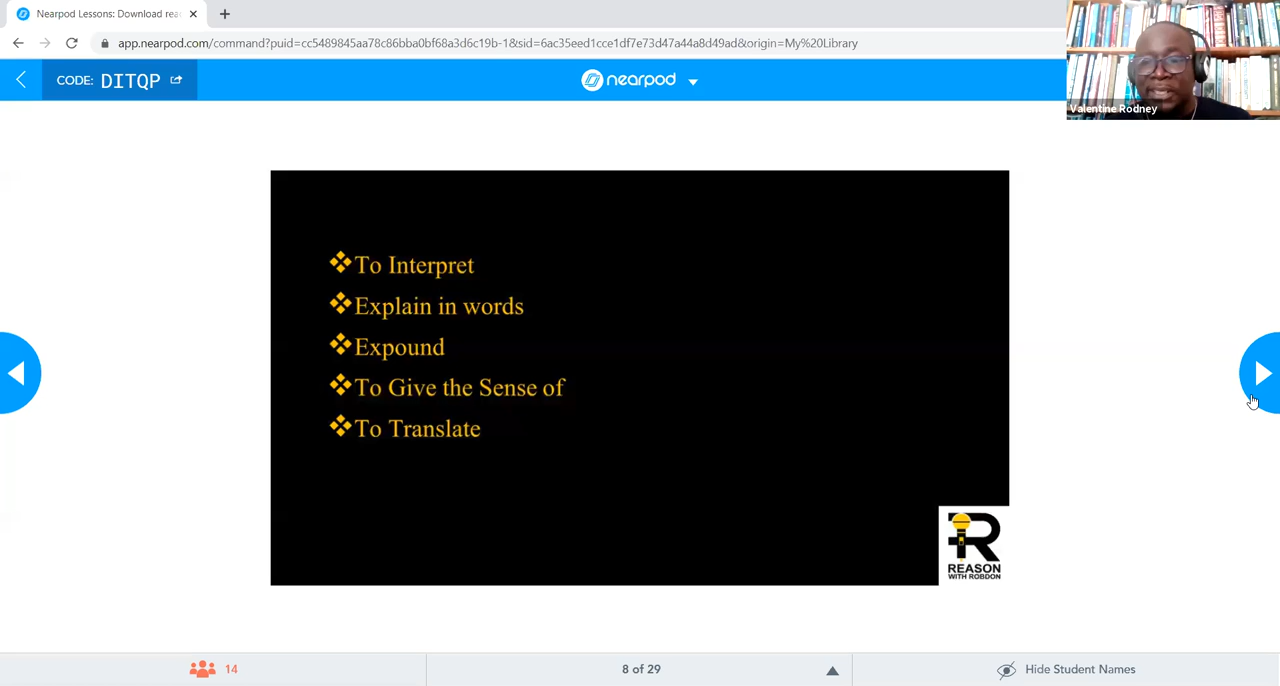 Nearpod Lessons: Download rea
app.nearpod.com/command?puid=cc5489845aa78c86bba0bf68a3d6c19b-1&sid=6ac35eed1cce1df7e73d47a44a8d49ad&origin=My%20Library
CODE: DITQP
nearpod
Valentine Rodney
To Interpret
Explain in words
Expound
To Give the Sense of
To Translate
R
REASON
WITH ROBDON
14
8 of 29
Hide Student Names